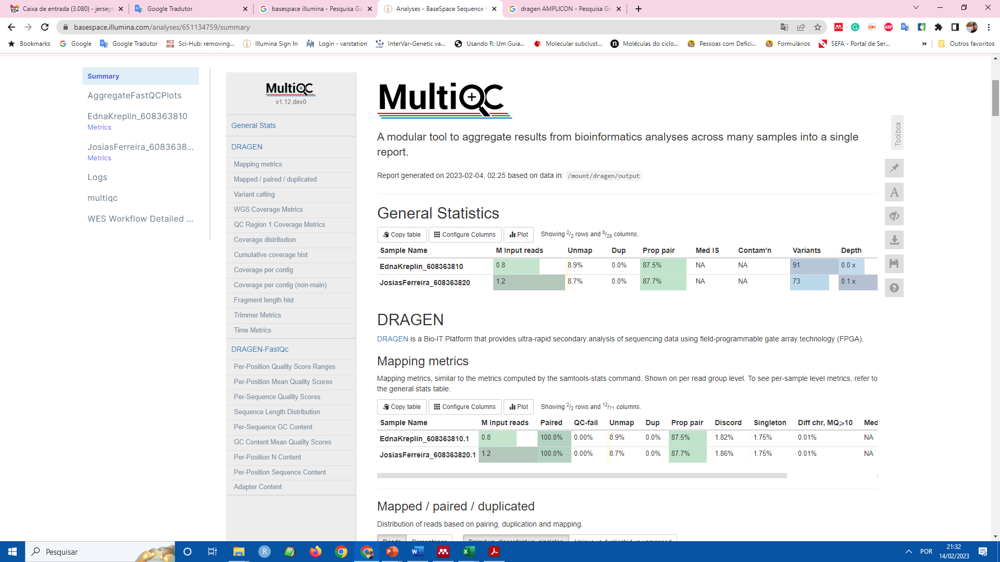 Caixa de entrada (3.080) - jerseyn
Google Tradutor
basespace illumina - Pesquisa Go
Analyses - BaseSpace Sequence H
dragen AMPLICON - Pesquisa Go
basespace.illumina.com/analyses/651134759/summary
Bookmarks
Google
Google Tradutor
Sci-Hub: removing...
Illumina Sign In
Login - varstation
InterVar-Genetic va...
Usando R: Um Guia...
Molecular subclust...
Moléculas do ciclo...
Pessoas com Defici...
Formulários
SEFA - Portal de Ser...
»
Outros favoritos
Summary
AggregateFastQCPlots
EdnaKreplin_608363810
Metrics
JosiasFerreira_6083638...
Metrics
Logs
multiqc
WES Workflow Detailed ...
MultiQC
v1.12.dev0
General Stats
DRAGEN
Mapping metrics
Mapped / paired / duplicated
Variant calling
WGS Coverage Metrics
QC Region 1 Coverage Metrics
Coverage distribution
Cumulative coverage hist
Coverage per contig
Coverage per contig (non-main)
Fragment length hist
Trimmer Metrics
Time Metrics
DRAGEN-FastQc
Per-Position Quality Score Ranges
Per-Position Mean Quality Scores
Per-Sequence Quality Scores
Sequence Length Distribution
Per-Sequence GC Content
GC Content Mean Quality Scores
Per-Position N Content
Per-Position Sequence Content
Adapter Content
MultiQC
A modular tool to aggregate results from bioinformatics analyses across many samples into a single
report.
Report generated on 2023-02-04, 02:25 based on data in: /mount/dragen/output
General Statistics
Copy table Configure Columns Plot Showing 2/2 rows and 8/28 columns.
Sample Name M Input reads Unmap Dup Prop pair Med IS Contam'n Variants Depth
EdnaKreplin_608363810 0.8 8.9% 0.0% 87.5% NA NA 91 0.0 x
JosiasFerreira_608363820 1.2 8.7% 0.0% 87.7% NA NA 73 0.1 x
DRAGEN
DRAGEN is a Bio-IT Platform that provides ultra-rapid secondary analysis of sequencing data using field-programmable gate array technology (FPGA).
Mapping metrics
Mapping metrics, similar to the metrics computed by the samtools-stats command. Shown on per read group level. To see per-sample level metrics, refer to
the general stats table.
Copy table Configure Columns Plot Showing 2/2 rows and 12/71 columns.
Sample Name M Input reads Paired QC-fail Unmap Dup Prop pair Discord Singleton Diff chr, MQ⩾10 Med
EdnaKreplin_608363810.1 0.8 100.0% 0.00% 8.9% 0.0% 87.5% 1.82% 1.75% 0.01% NA
JosiasFerreira_608363820.1 1.2 100.0% 0.00% 8.7% 0.0% 87.7% 1.86% 1.75% 0.01% NA
Mapped / paired / duplicated
Distribution of reads based on pairing, duplication and mapping.
Toolbox
A
Pesquisar
POR
21:32
14/02/2023